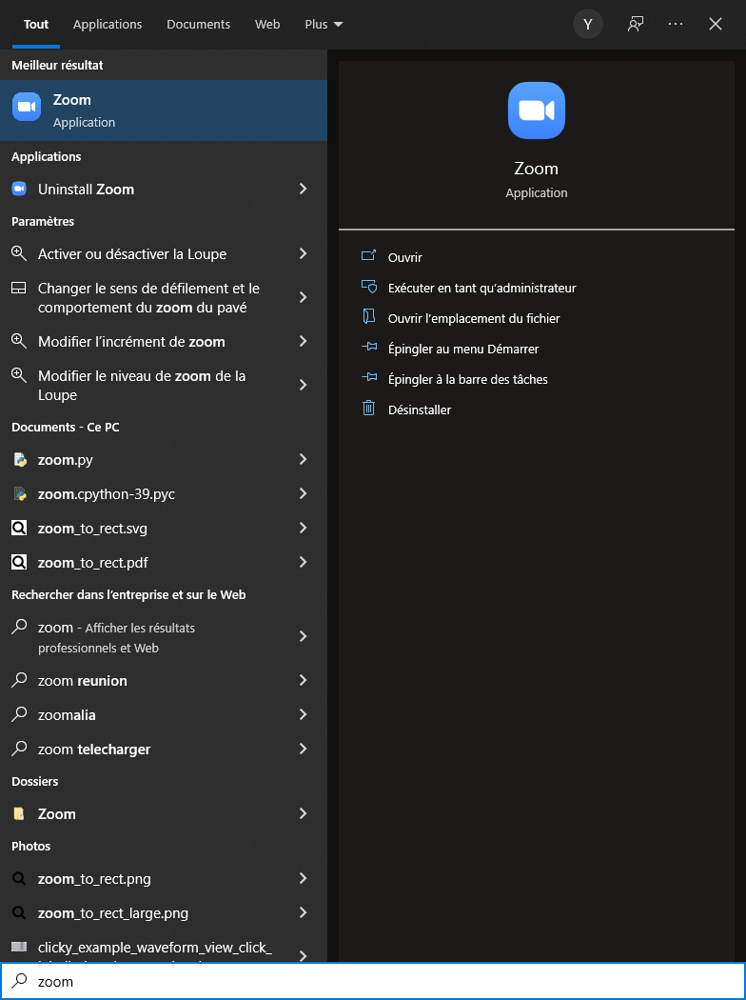 Tout Applications Documents Web Plus Y
Meilleur résultat
Zoom
Application
Applications
Uninstall Zoom
Paramètres
Activer ou désactiver la Loupe
Changer le sens de défilement et le
comportement du zoom du pavé
Modifier l'incrément de zoom
Modifier le niveau de zoom de la
Loupe
Documents - Ce PC
zoom.py
zoom.cpython-39.pyc
zoom_to_rect.svg
zoom_to_rect.pdf
Rechercher dans l'entreprise et sur le Web
zoom - Afficher les résultats
professionnels et Web
zoom reunion
zoomalia
zoom telecharger
Dossiers
Zoom
Photos
zoom_to_rect.png
zoom_to_rect_large.png
clicky_example_waveform_view_click_
Zoom
Application
Ouvrir
Exécuter en tant qu'administrateur
Ouvrir l'emplacement du fichier
Épingler au menu Démarrer
Épingler à la barre des tâches
Désinstaller
zoom